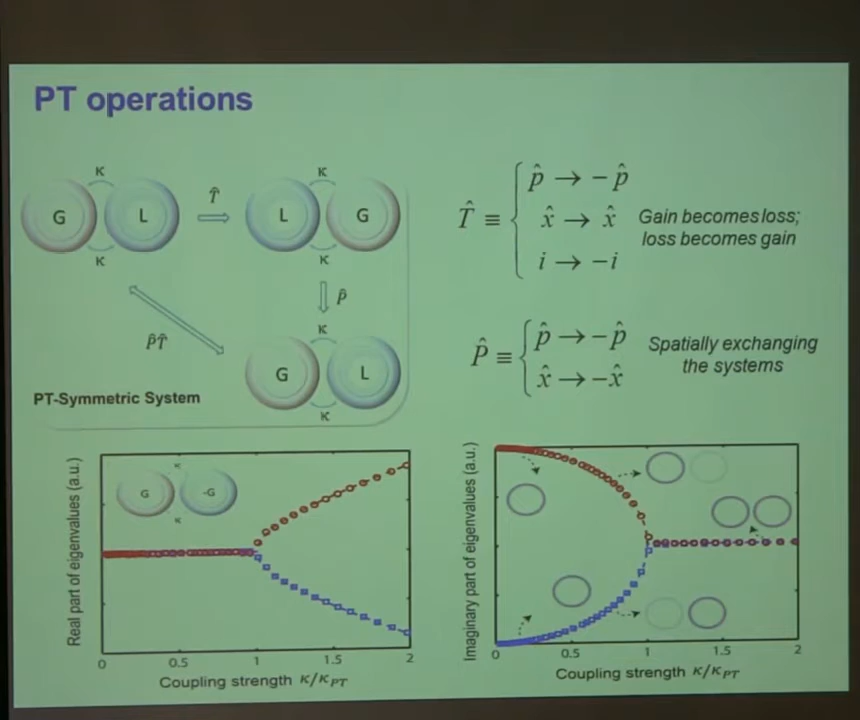 PT operations
κ κ
G L T̂ L G
κ κ
P̂
P̂T̂ κ
G L
κ
PT-Symmetric System
T̂ ≡ { p̂ → -p̂
x̂ → x̂
i → -i
Gain becomes loss;
loss becomes gain
P̂ ≡ { p̂ → -p̂
x̂ → -x̂
Spatially exchanging
the systems
Real part of eigenvalues (a.u.)
κ
G -G
κ
0 0.5 1 1.5 2
Coupling strength κ/κPT
Imaginary part of eigenvalues (a.u.)
0 0.5 1 1.5 2
Coupling strength κ/κPT